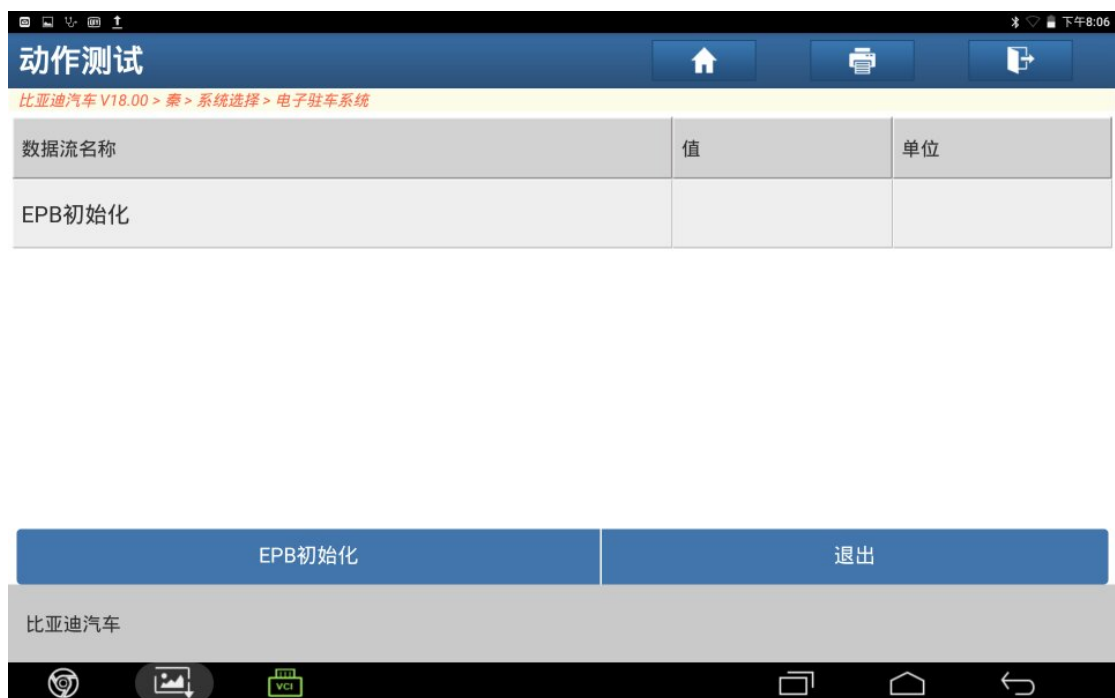 下午8:06
动作测试
比亚迪汽车 V18.00 > 秦 > 系统选择 > 电子驻车系统
数据流名称 值 单位
EPB初始化
EPB初始化 退出
比亚迪汽车
VCI